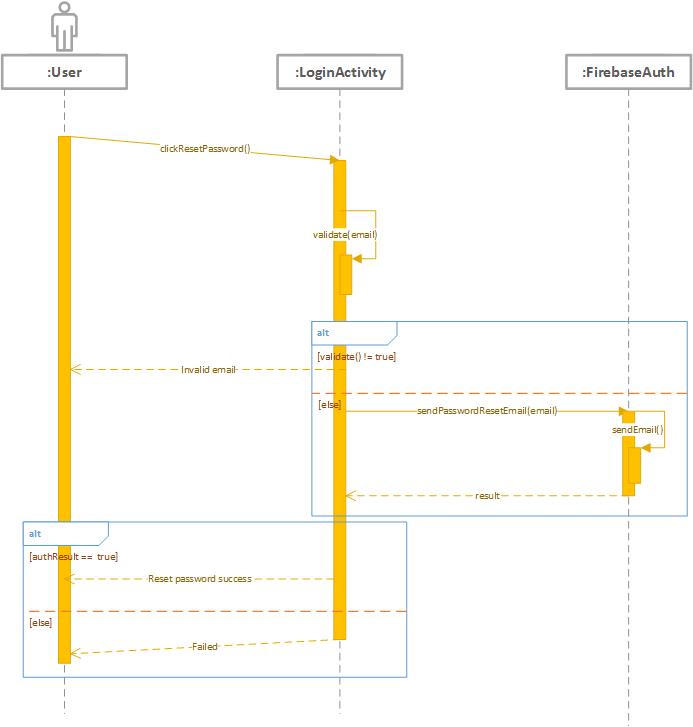 :User
:LoginActivity
:FirebaseAuth
clickResetPassword()
validate(email)
alt
[validate() != true]
Invalid email
[else]
sendPasswordResetEmail(email)
sendEmail()
result
alt
[authResult == true]
Reset password success
[else]
Failed